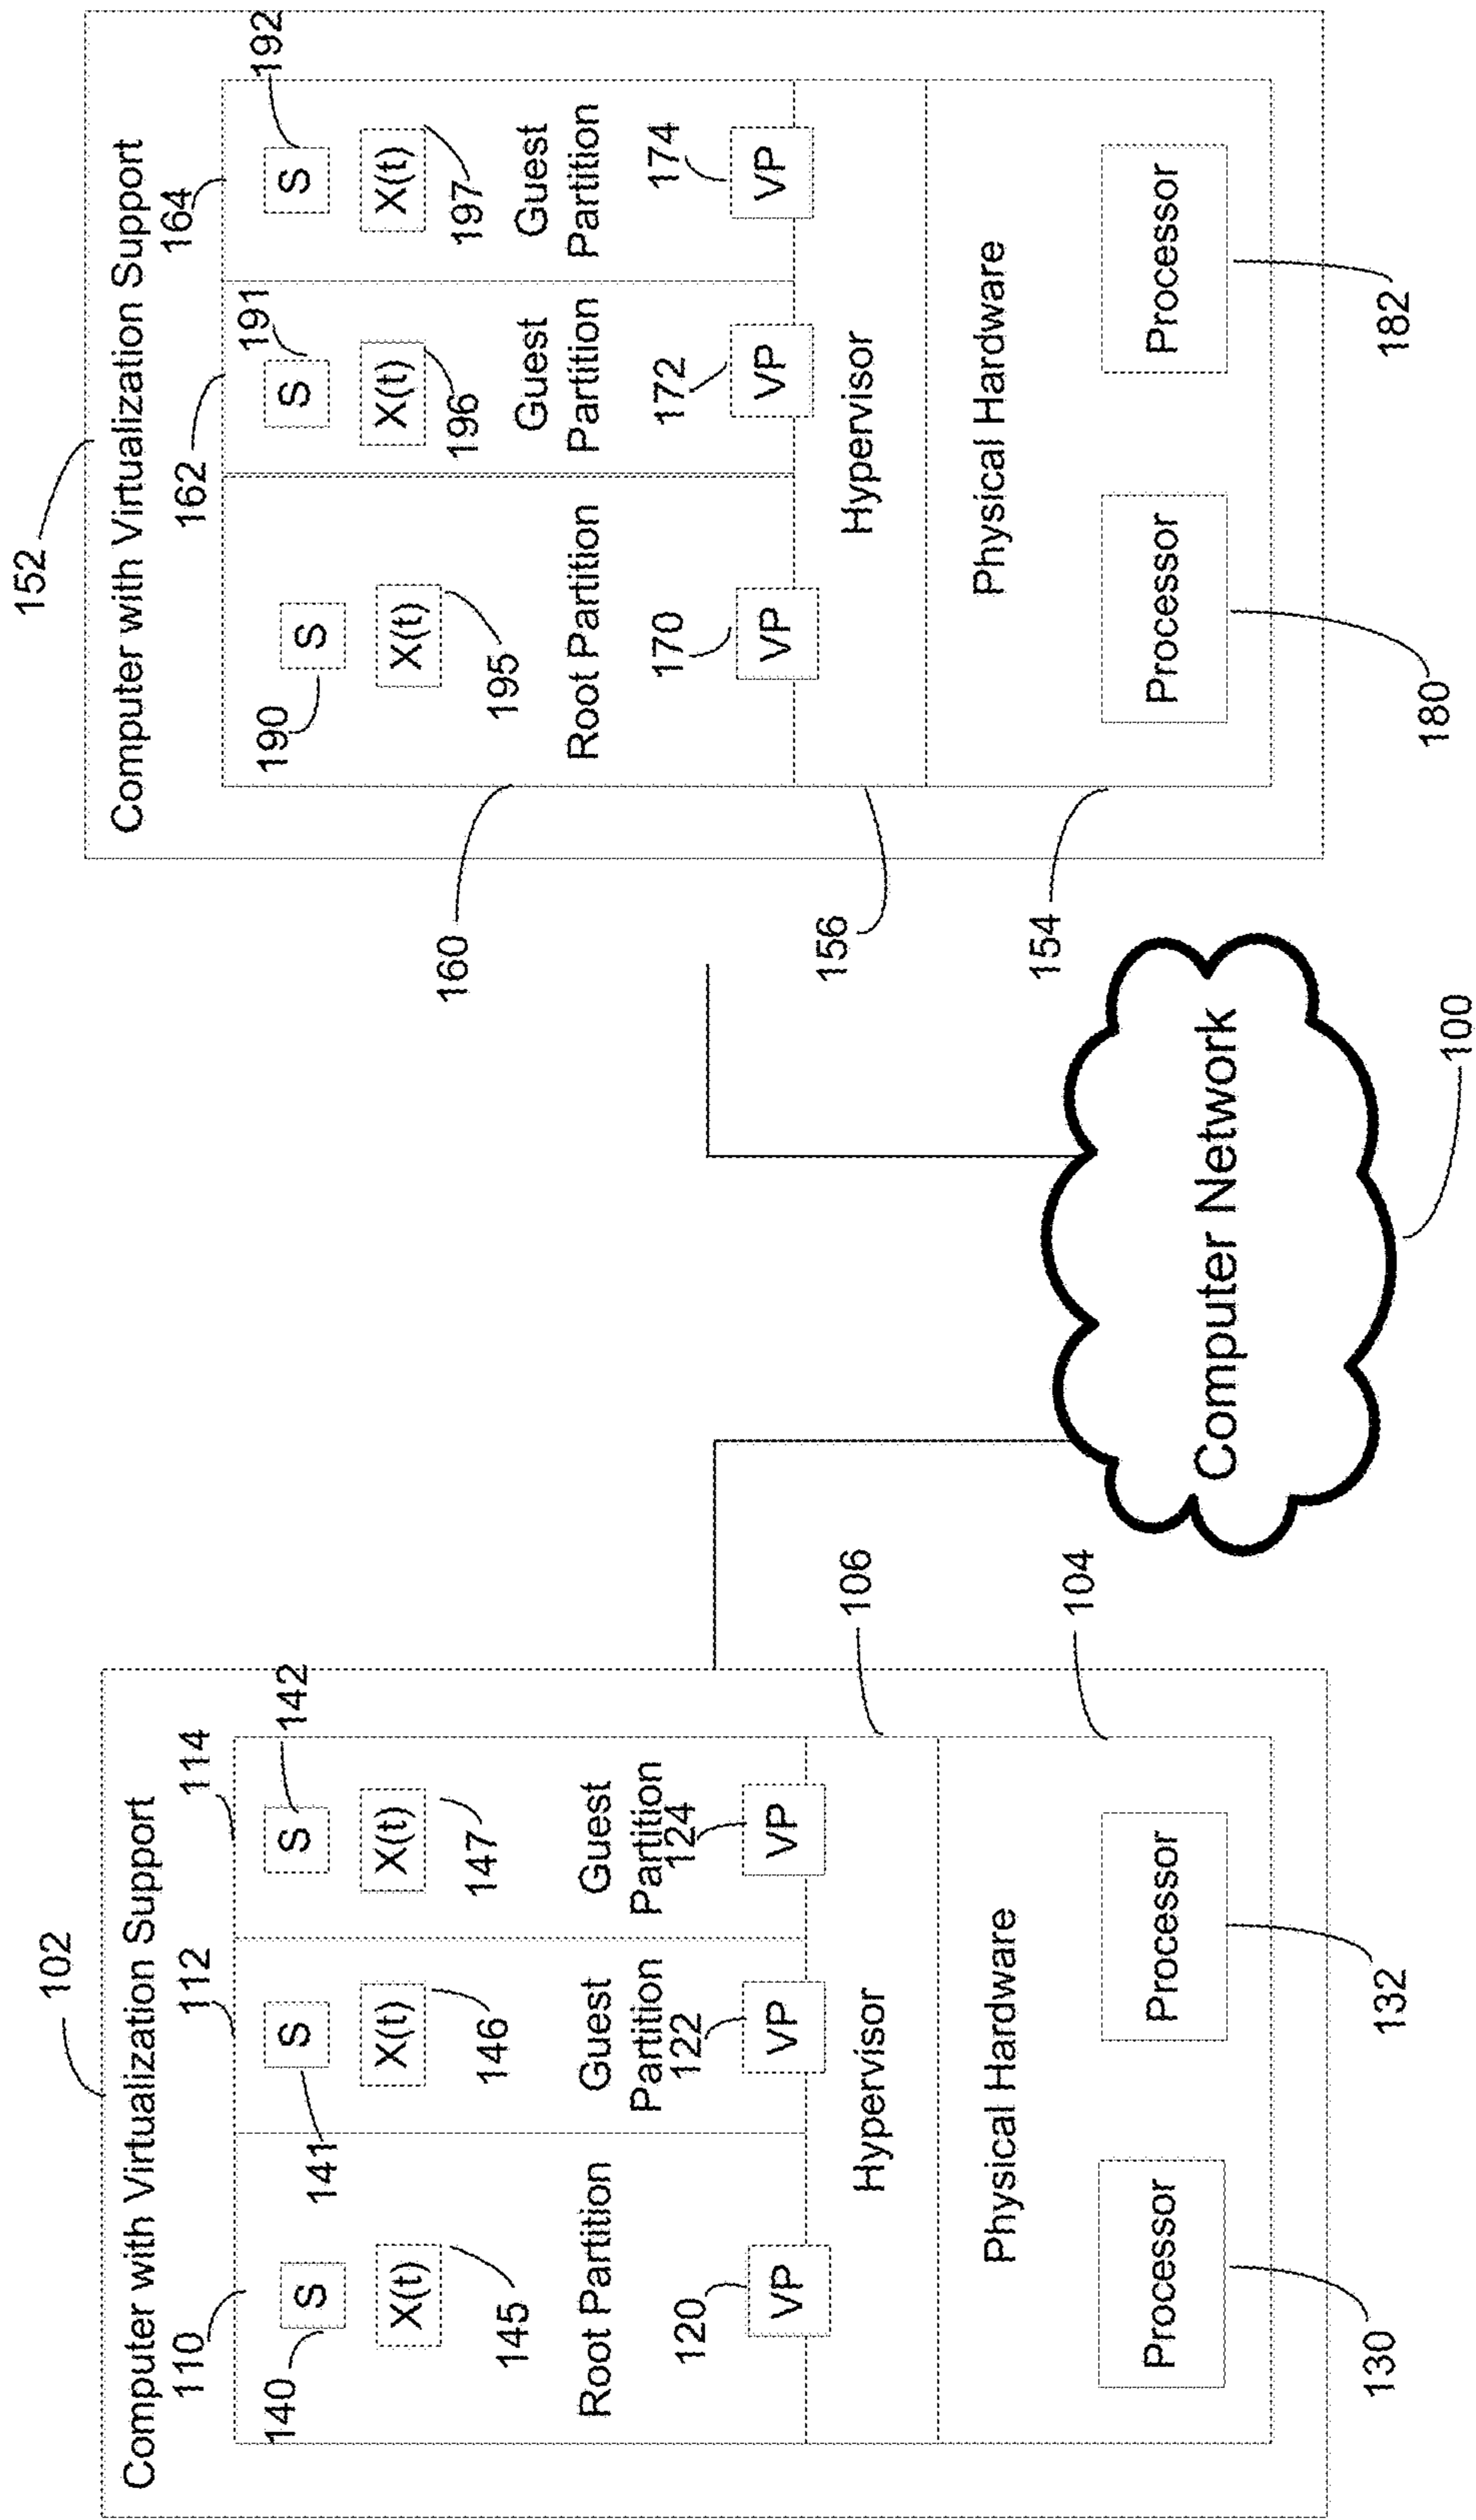 102
Computer with Virtualization Support
110
112
114
140
S
141
S
S
142
X(t)
X(t)
X(t)
145
146
147
Root Partition
Guest
Partition
Guest
Partition
120
122
124
VP
VP
VP
Hypervisor
106
Physical Hardware
104
Processor
Processor
130
132
152
Computer with Virtualization Support
162
164
190
S
191
S
S
192
X(t)
X(t)
X(t)
195
196
197
160
Root Partition
Guest
Partition
Guest
Partition
170
172
174
VP
VP
VP
156
Hypervisor
154
Physical Hardware
Processor
Processor
180
182
Computer Network
100